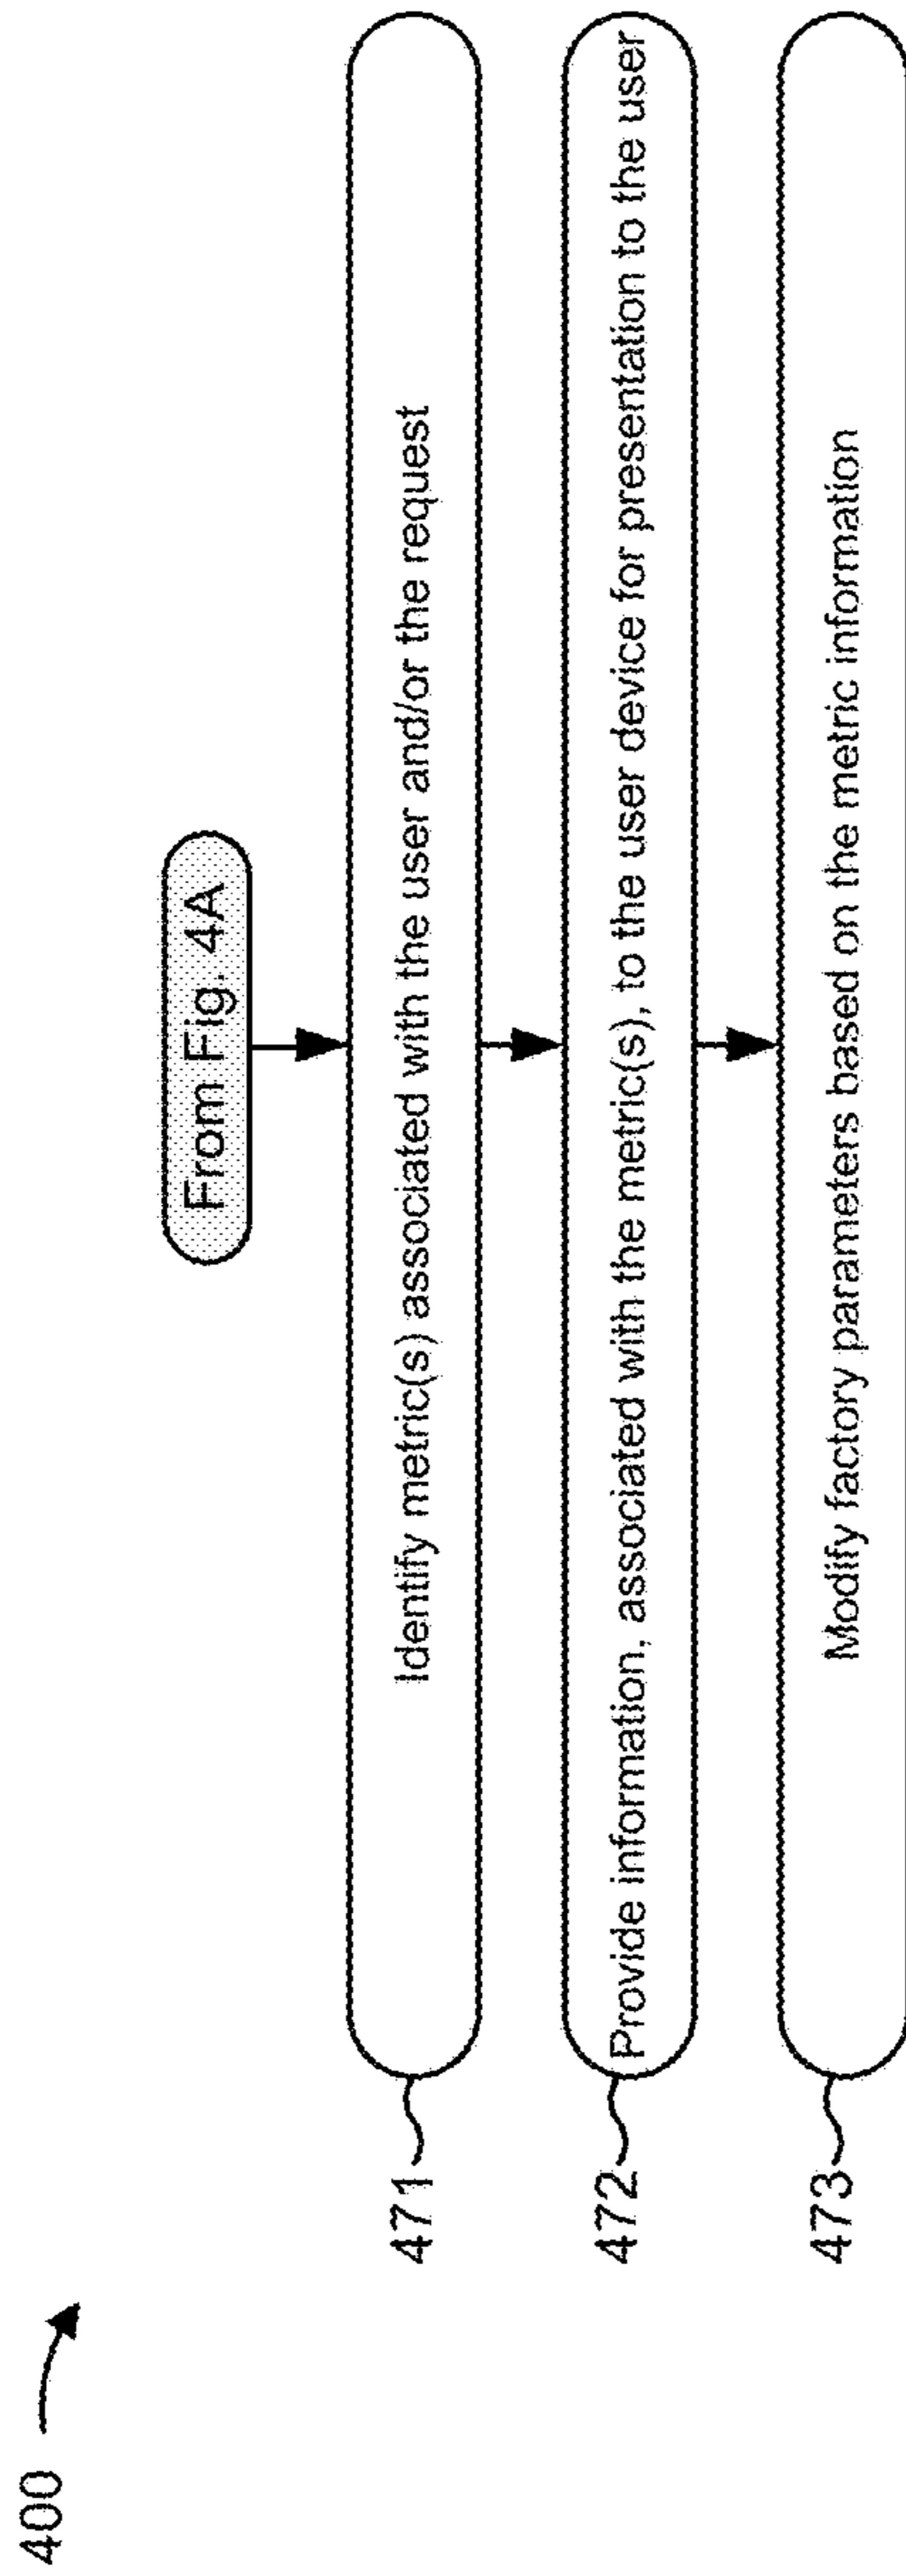 400
From Fig. 4A
471
Identify metric(s) associated with the user and/or the request
472
Provide information, associated with the metric(s), to the user device for presentation to the user
473
Modify factory parameters based on the metric information